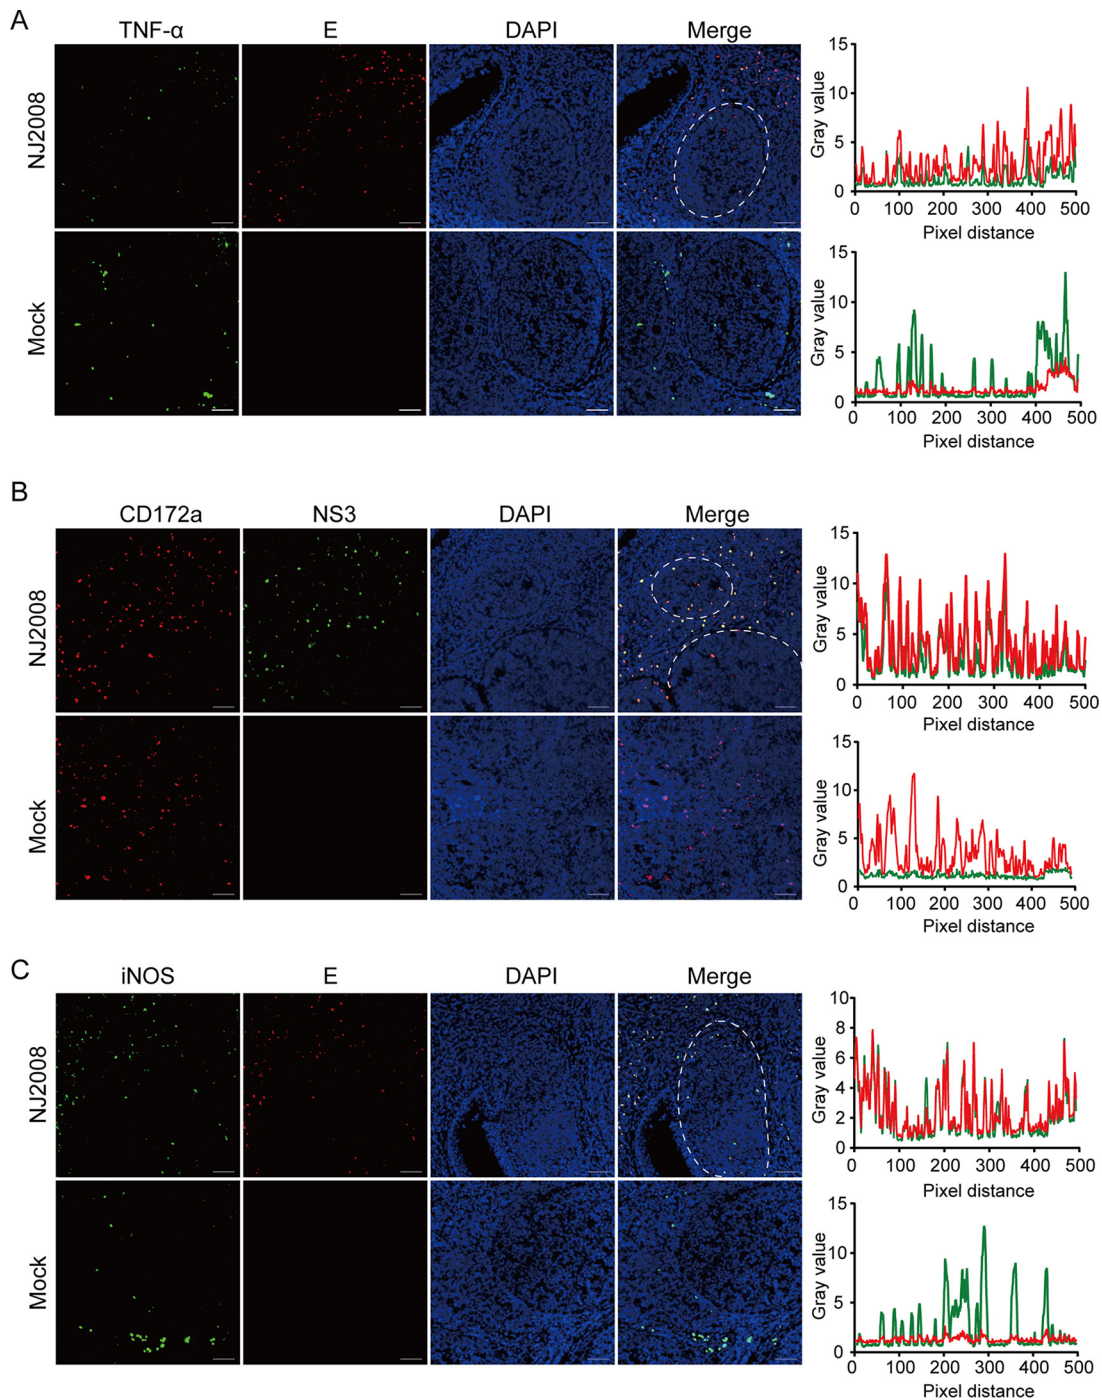 A
TNF-α E DAPI Merge
NJ2008
Mock
15
10
5
0
Gray value
0 100 200 300 400 500
Pixel distance
15
10
5
0
Gray value
0 100 200 300 400 500
Pixel distance
B
CD172a NS3 DAPI Merge
NJ2008
Mock
15
10
5
0
Gray value
0 100 200 300 400 500
Pixel distance
15
10
5
0
Gray value
0 100 200 300 400 500
Pixel distance
C
iNOS E DAPI Merge
NJ2008
Mock
10
8
6
4
2
0
Gray value
0 100 200 300 400 500
Pixel distance
15
10
5
0
Gray value
0 100 200 300 400 500
Pixel distance